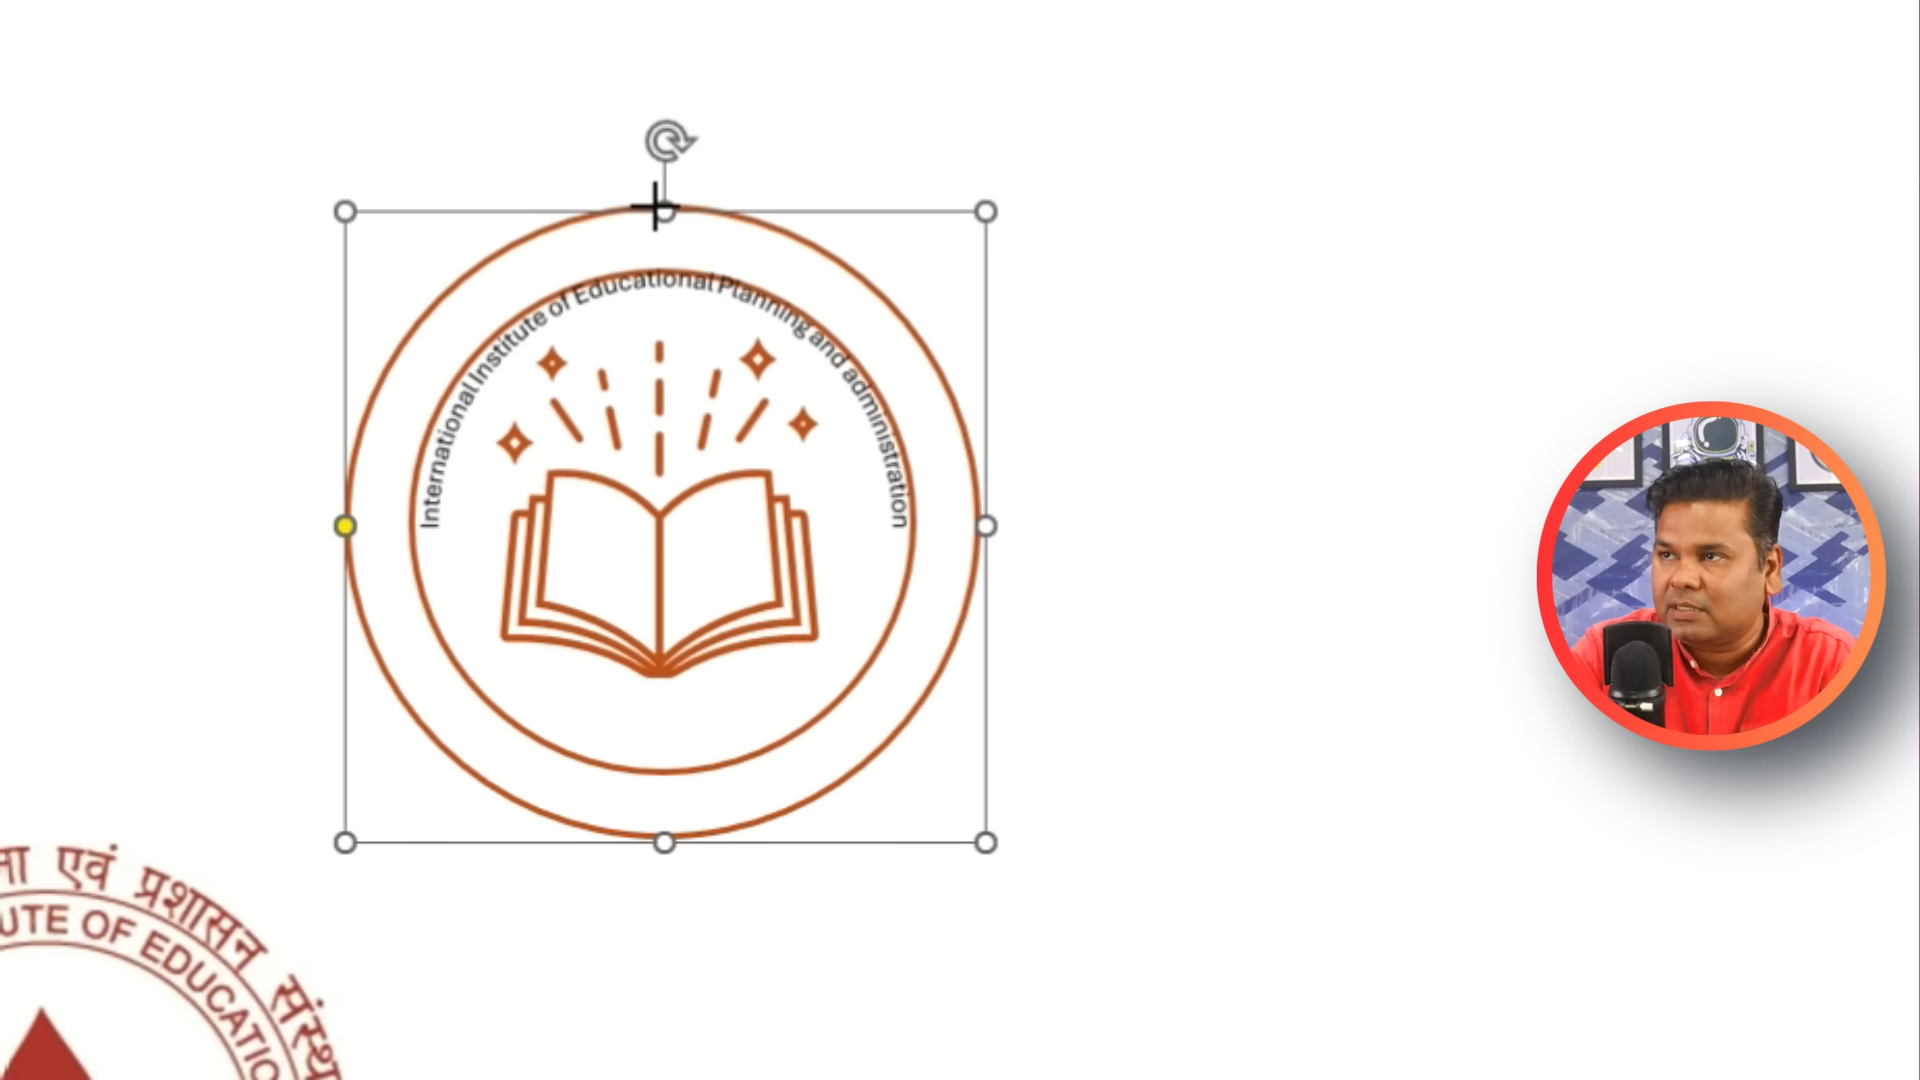 International Institute of Educational Planning and administration
एवं प्रशासन संस्थ
UTE OF EDUCATIO